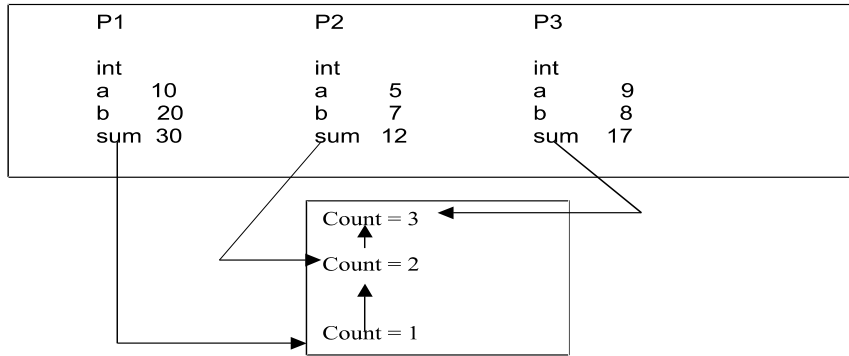 P1 P2 P3
int int int
a 10 a 5 a 9
b 20 b 7 b 8
sum 30 sum 12 sum 17
Count = 3
Count = 2
Count = 1